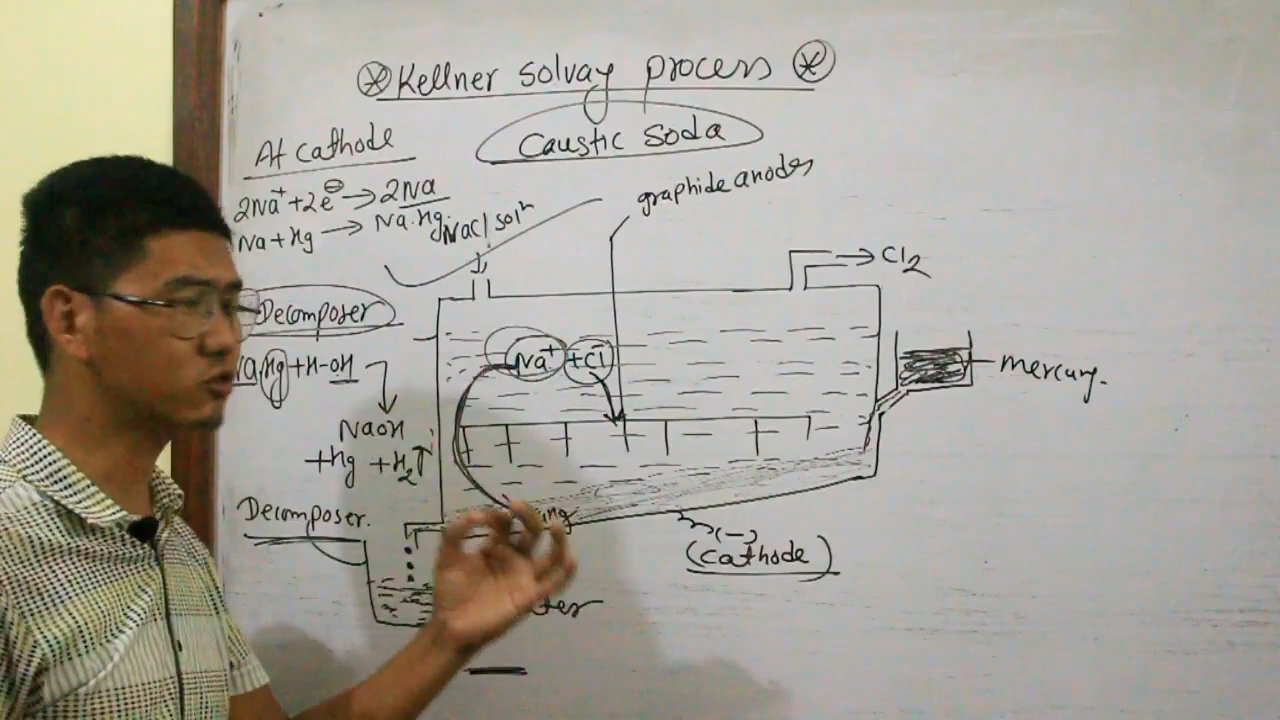 Kellner solvay process
Caustic soda
At cathode
2Na⁺ + 2e⊖ → 2Na
Na + Hg → Na.Hg
NaCl solⁿ
graphide anodes
Cl₂
Decomposer
Na.Hg + H-OH
NaOH
+Hg + H₂↑
Na⁺ + Cl⁻
mercury.
Decomposer.
(-)
(cathode)